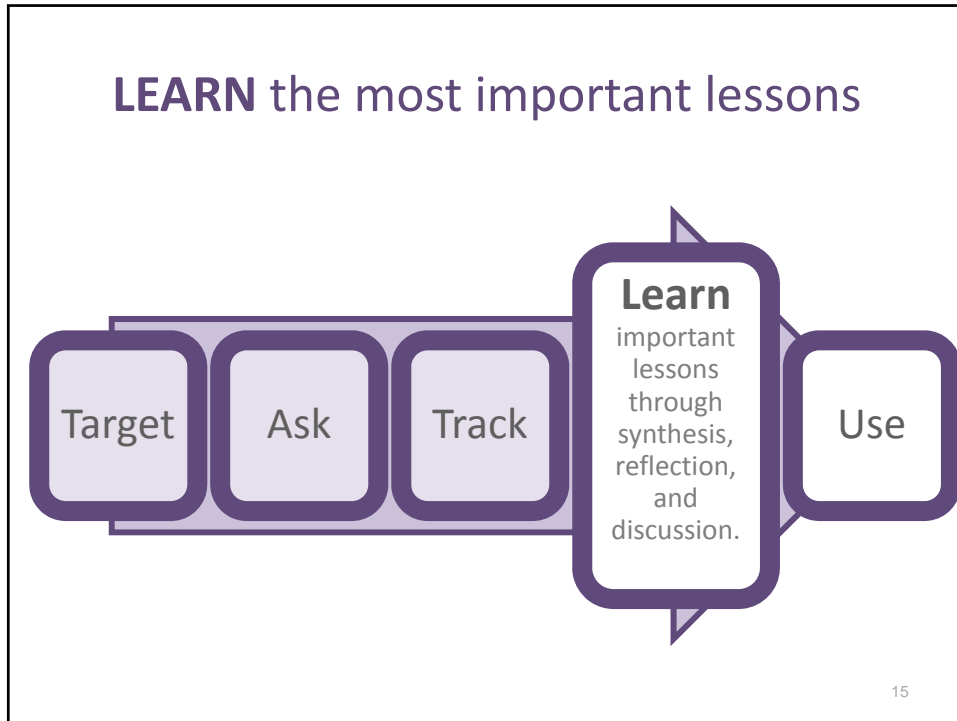 LEARN the most important lessons
Target
Ask
Track
Learn
important
lessons
through
synthesis,
reflection,
and
discussion.
Use
15